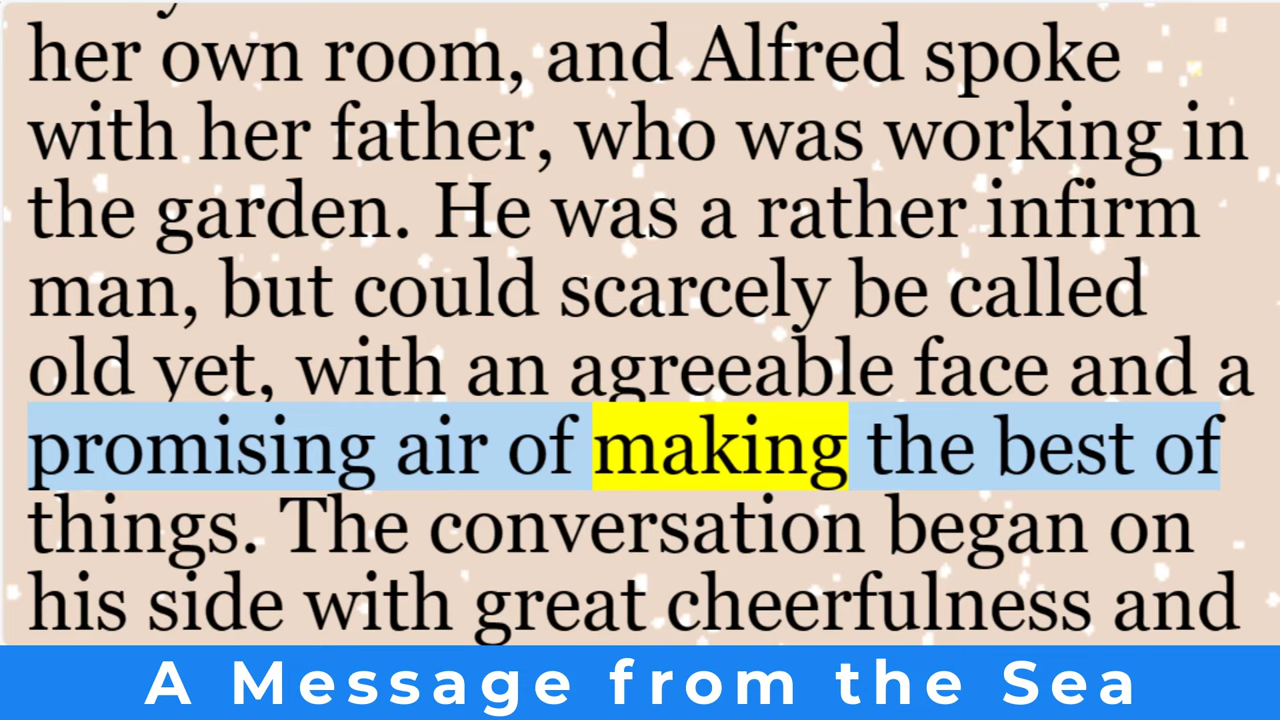 her own room, and Alfred spoke
with her father, who was working in
the garden. He was a rather infirm
man, but could scarcely be called
old yet, with an agreeable face and a
promising air of making the best of
things. The conversation began on
his side with great cheerfulness and
A Message from the Sea